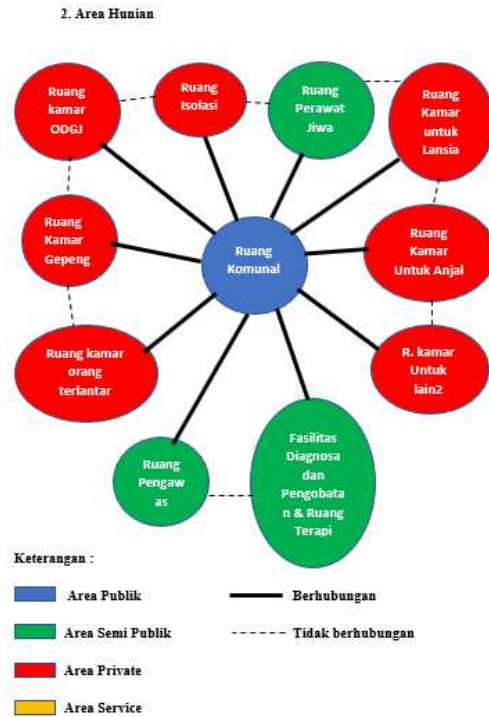 2. Area Hunian
Ruang
kamar
ODGJ
Ruang
Isolasi
Ruang
Perawat
Jiwa
Ruang
Kamar
untuk
Lansia
Ruang
Kamar
Gepeng
Ruang
Komunal
Ruang
Kamar
Untuk Anjal
Ruang kamar
orang
terlantar
R. kamar
Untuk
lain2
Ruang
Pengaw
as
Fasilitas
Diagnosa
dan
Pengobata
n & Ruang
Terapi
Keterangan :
Area Publik
Berhubungan
Area Semi Publik
Tidak berhubungan
Area Private
Area Service